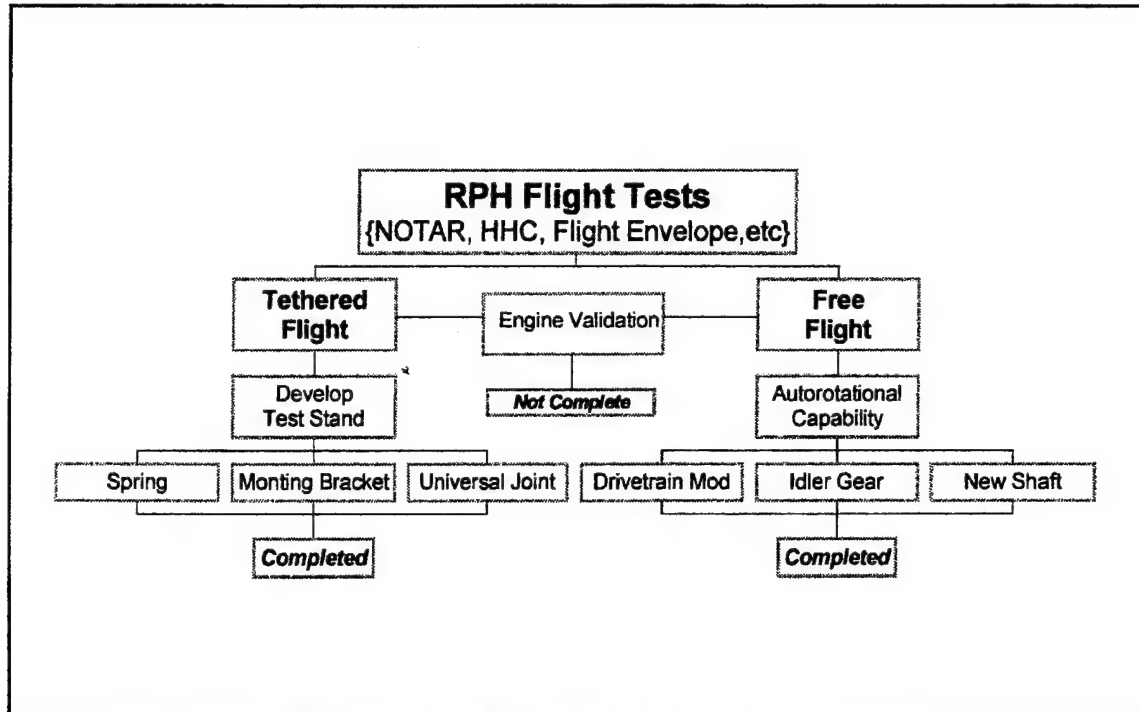 RPH Flight Tests
{NOTAR, HHC, Flight Envelope,etc}
Tethered
Flight
Engine Validation
Free
Flight
Develop
Test Stand
Not Complete
Autorotational
Capability
Spring
Monting Bracket
Universal Joint
Drivetrain Mod
Idler Gear
New Shaft
Completed
Completed